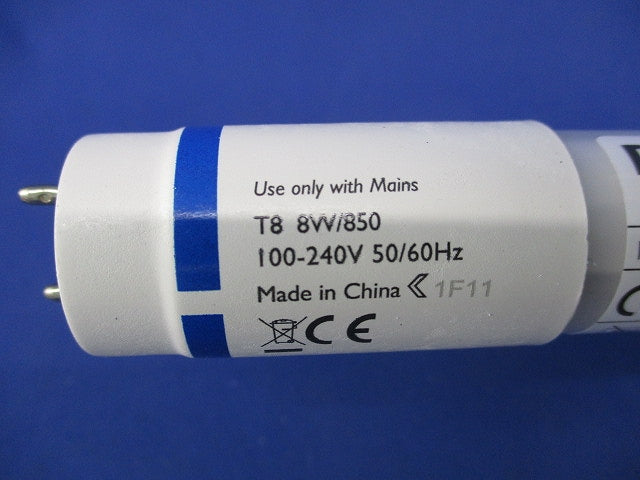 Use only with Mains
T8 8W/850
100-240V 50/60Hz
Made in China 1F11
CE